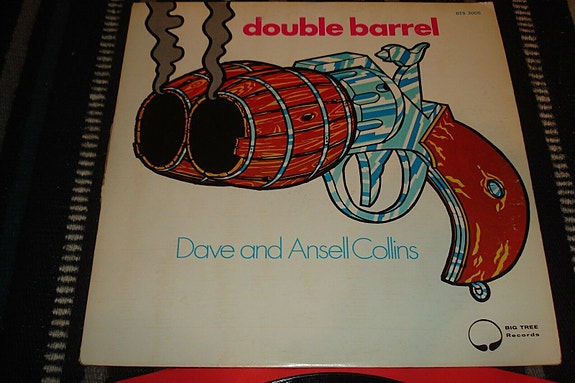 double barrel
BTS 2005
Dave and Ansell Collins
BIG TREE
Records